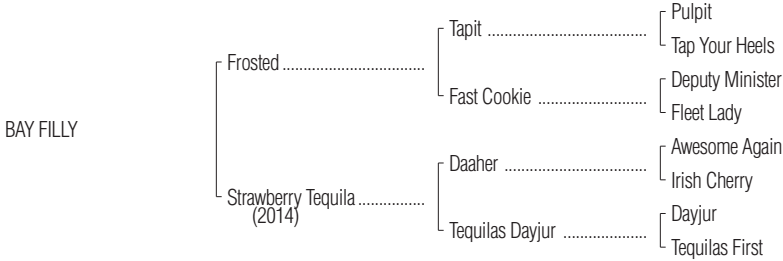 Pulpit
Tapit ......................................
Tap Your Heels
Frosted ..................................
Deputy Minister
Fast Cookie ..........................
Fleet Lady
BAY FILLY
Awesome Again
Daaher ..................................
Irish Cherry
Strawberry Tequila ................
(2014)
Dayjur
Tequilas Dayjur ....................
Tequilas First